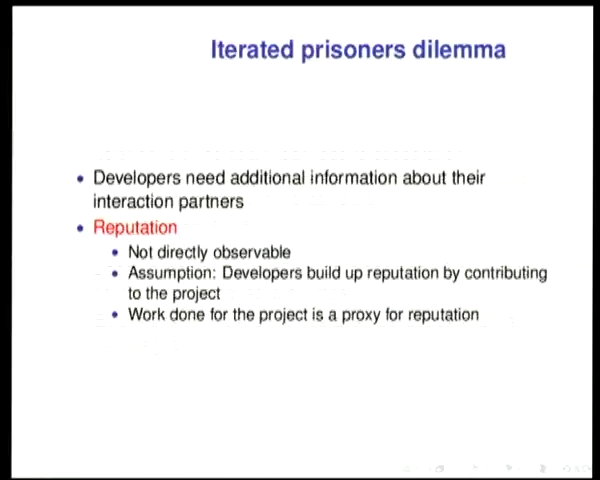 Iterated prisoners dilemma
• Developers need additional information about their
interaction partners
• Reputation
• Not directly observable
• Assumption: Developers build up reputation by contributing
to the project
• Work done for the project is a proxy for reputation